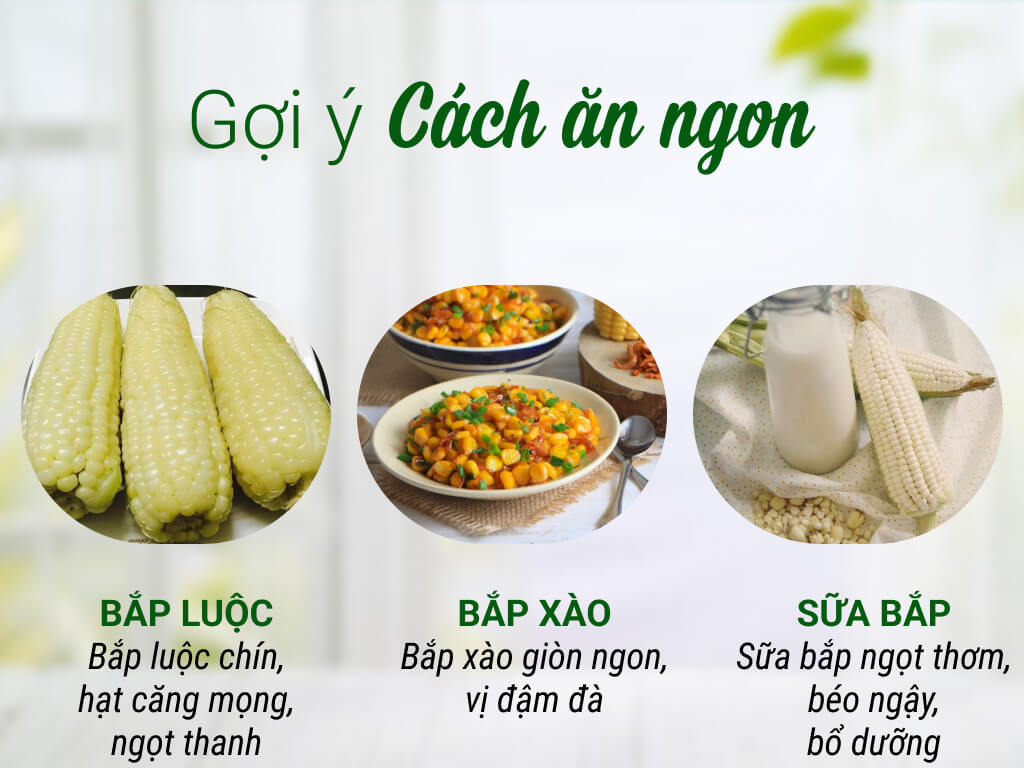 Gợi ý Cách ăn ngon
BẮP LUỘC
Bắp luộc chín,
hạt căng mọng,
ngọt thanh
BẮP XÀO
Bắp xào giòn ngon,
vị đậm đà
SỮA BẮP
Sữa bắp ngọt thơm,
béo ngậy,
bổ dưỡng